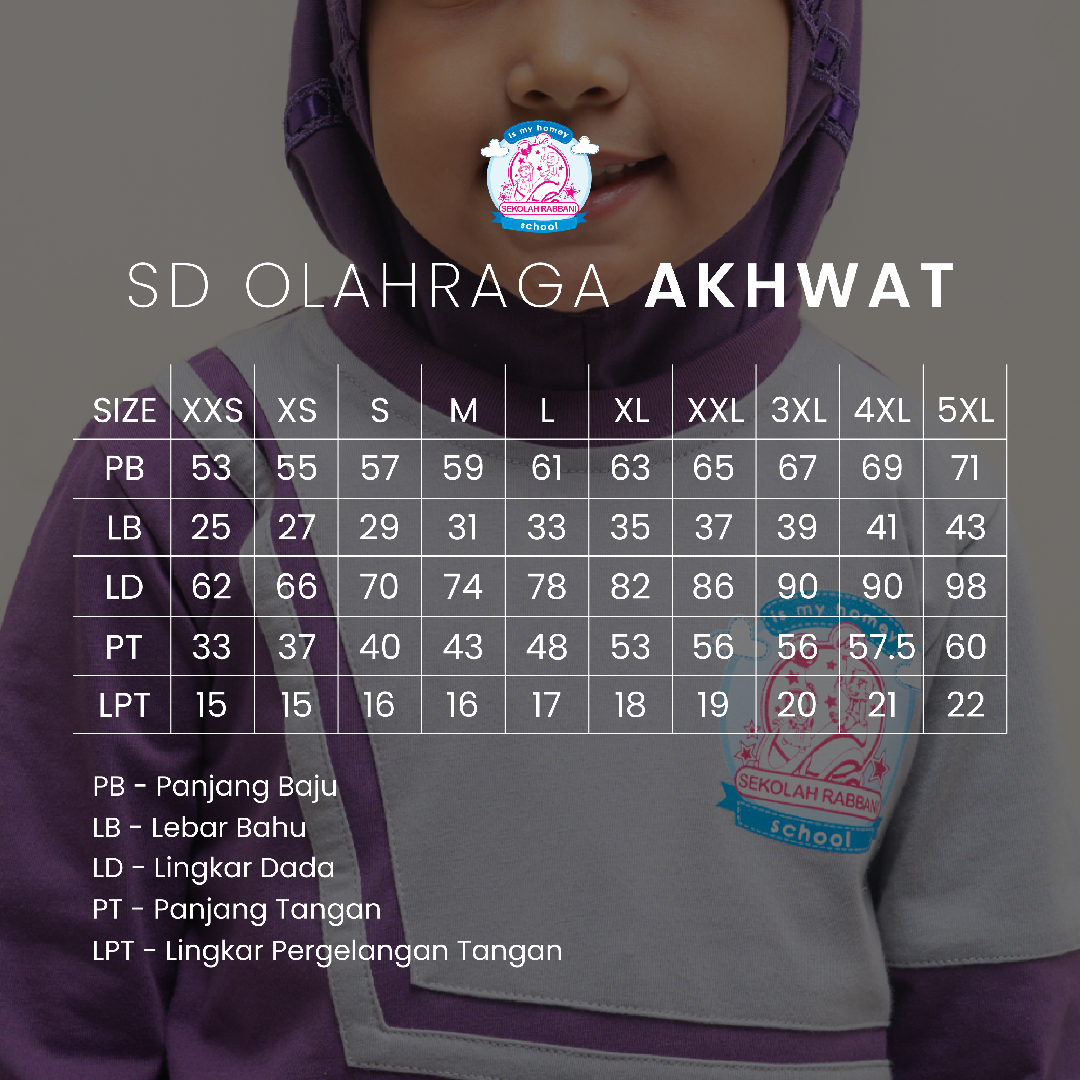 is my homey
SEKOLAH RABBANI
school
SD OLAHRAGA AKHWAT
SIZE XXS XS S M L XL XXL 3XL 4XL 5XL
PB 53 55 57 59 61 63 65 67 69 71
LB 25 27 29 31 33 35 37 39 41 43
LD 62 66 70 74 78 82 86 90 90 98
PT 33 37 40 43 48 53 56 56 57.5 60
LPT 15 15 16 16 17 18 19 20 21 22
is my homey
SEKOLAH RABBANI
school
PB - Panjang Baju
LB - Lebar Bahu
LD - Lingkar Dada
PT - Panjang Tangan
LPT - Lingkar Pergelangan Tangan